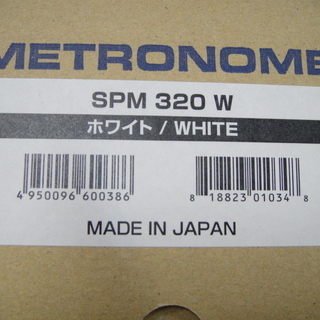 METRONOME
SPM 320 W
ホワイト / WHITE
4 950096 600386
8 18823 01034 8
MADE IN JAPAN